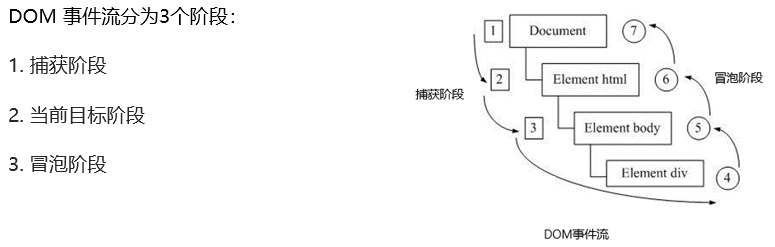 DOM 事件流分为3个阶段：
1. 捕获阶段
2. 当前目标阶段
3. 冒泡阶段
1 Document 7
2 Element html 6
捕获阶段 冒泡阶段
3 Element body 5
Element div 4
DOM事件流